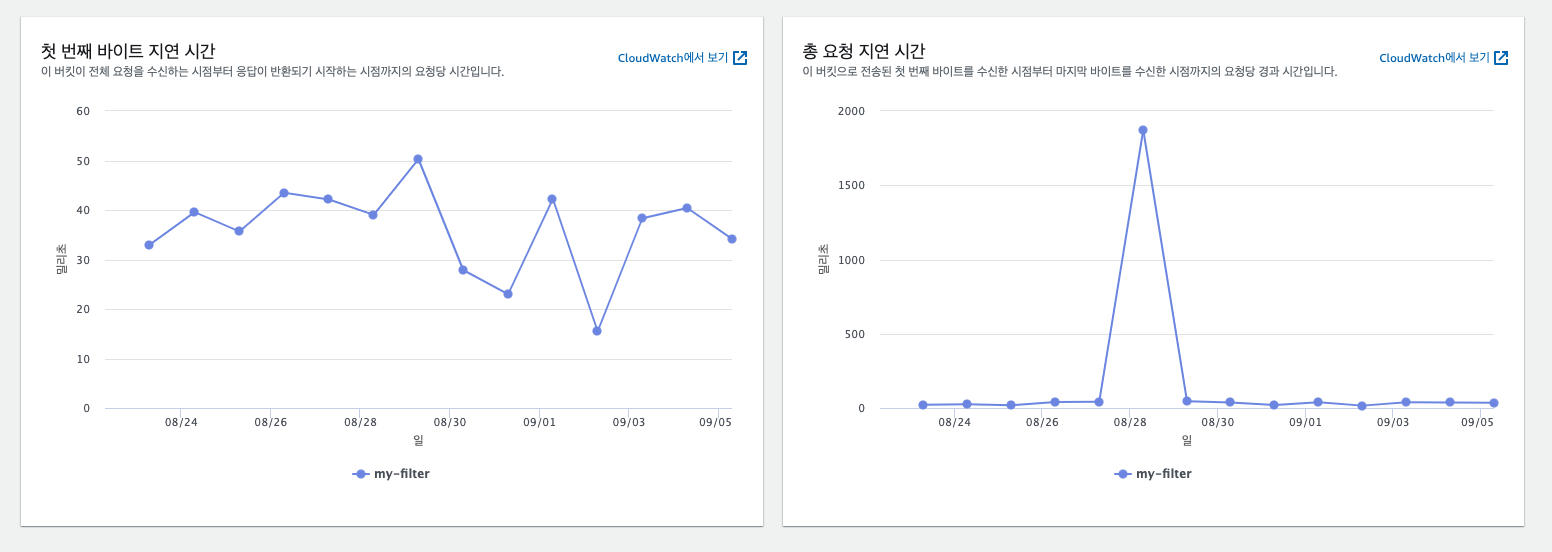 첫 번째 바이트 지연 시간
CloudWatch에서 보기
이 버킷이 전체 요청을 수신하는 시점부터 응답이 반환되기 시작하는 시점까지의 요청당 시간입니다.
60
50
40
30
20
10
0
밀리초
08/24
08/26
08/28
08/30
09/01
09/03
09/05
일
my-filter
총 요청 지연 시간
CloudWatch에서 보기
이 버킷으로 전송된 첫 번째 바이트를 수신한 시점부터 마지막 바이트를 수신한 시점까지의 요청당 경과 시간입니다.
2000
1500
1000
500
0
밀리초
08/24
08/26
08/28
08/30
09/01
09/03
09/05
일
my-filter